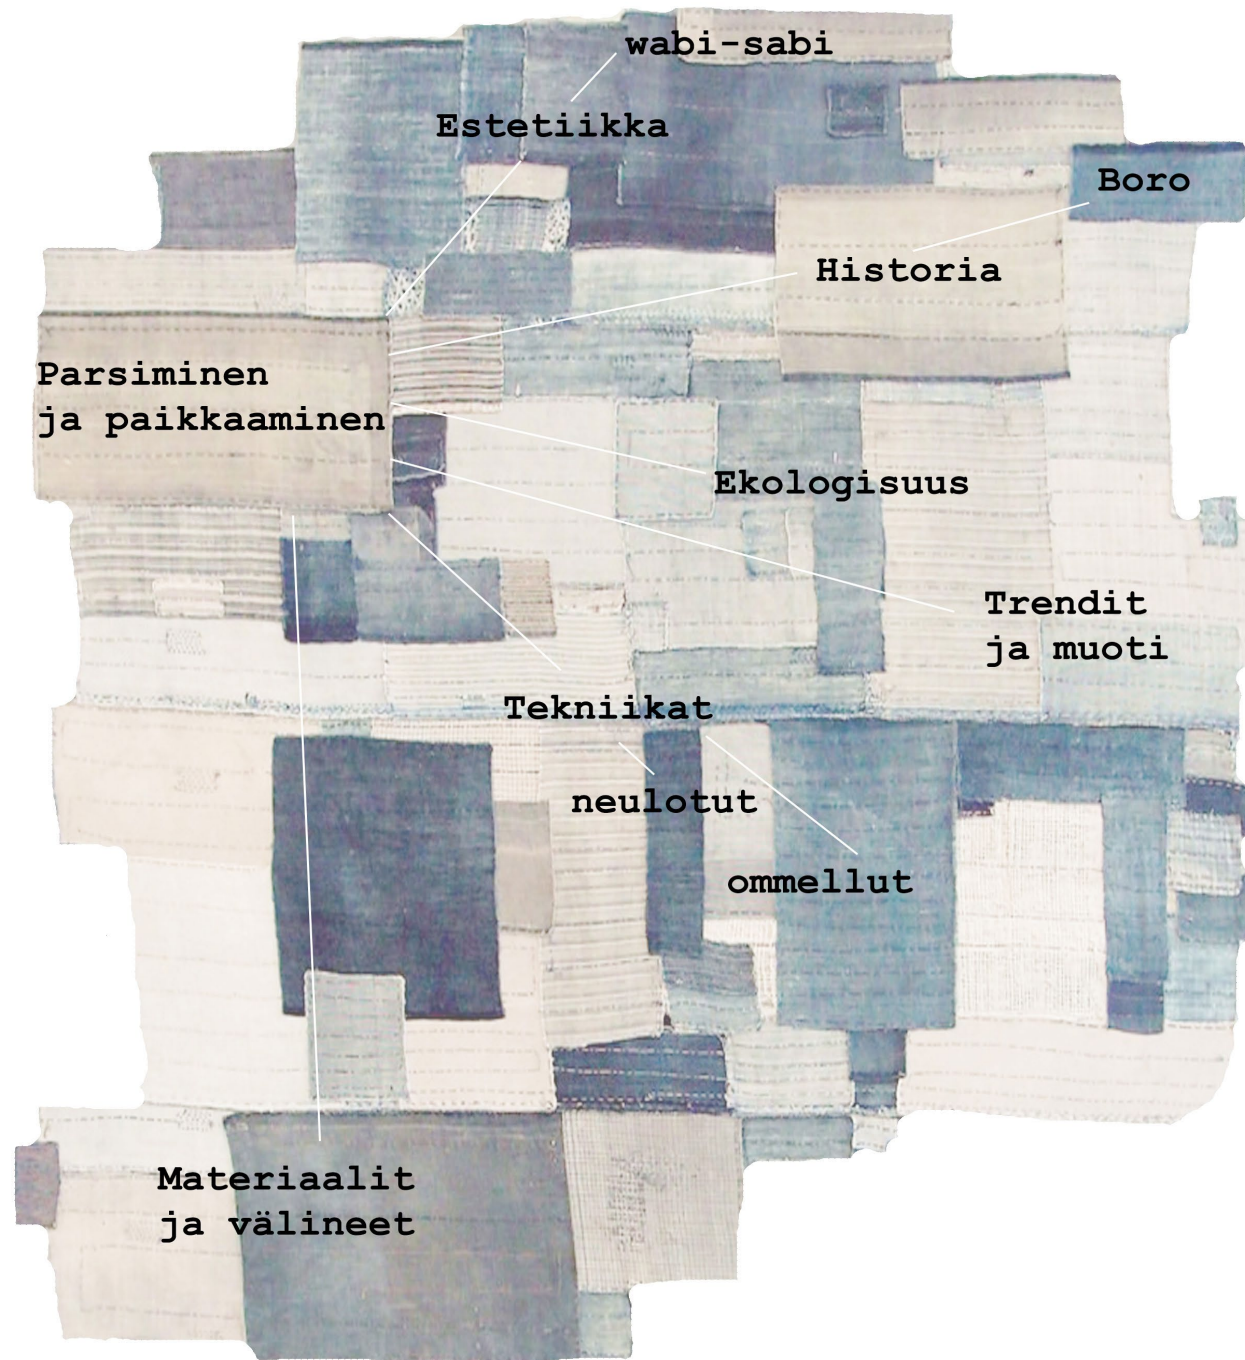 wabi-sabi
Estetiikka
Boro
Historia
Parsiminen
ja paikkaaminen
Ekologisuus
Trendit
ja muoti
Tekniikat
neulotut
ommellut
Materiaalit
ja välineet